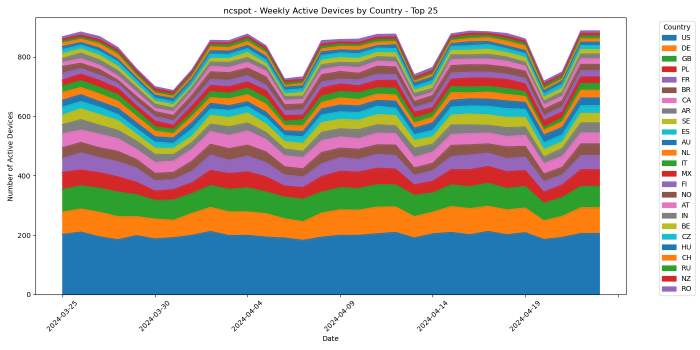 ncspot - Weekly Active Devices by Country - Top 25
Number of Active Devices
800
600
400
200
0
2024-03-25
2024-03-30
2024-04-04
2024-04-09
2024-04-14
2024-04-19
Date
Country
US
DE
GB
PL
FR
BR
CA
AR
SE
ES
AU
NL
IT
MX
FI
NO
AT
IN
BE
CZ
HU
CH
RU
NZ
RO